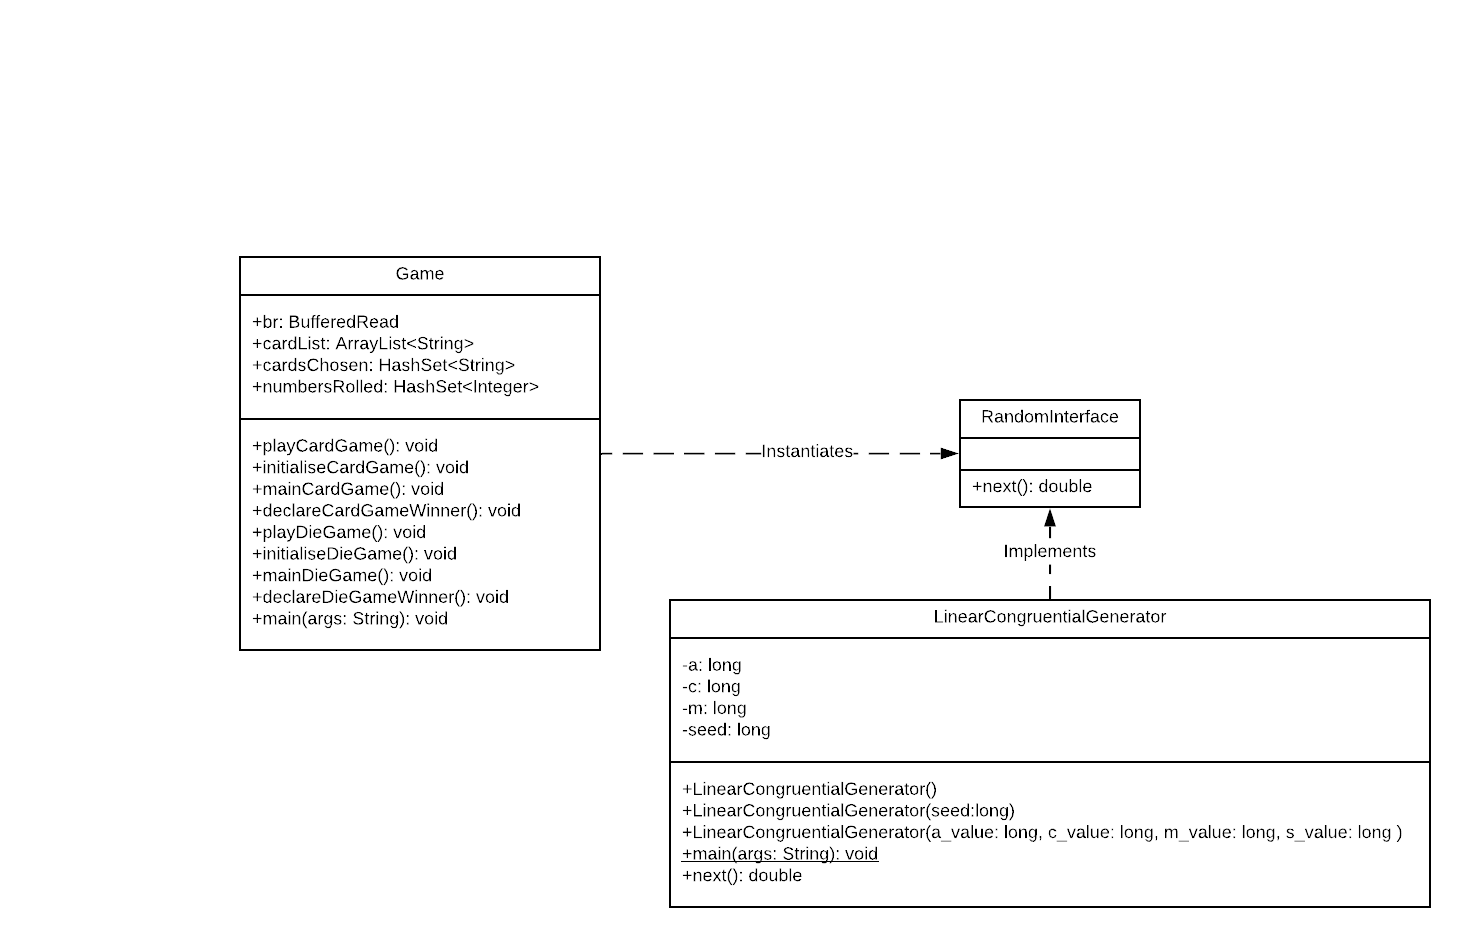 Game
+br: BufferedRead
+cardList: ArrayList<String>
+cardsChosen: HashSet<String>
+numbersRolled: HashSet<Integer>
+playCardGame(): void
+initialiseCardGame(): void
+mainCardGame(): void
+declareCardGameWinner(): void
+playDieGame(): void
+initialiseDieGame(): void
+mainDieGame(): void
+declareDieGameWinner(): void
+main(args: String): void
Instantiates
RandomInterface
+next(): double
Implements
LinearCongruentialGenerator
-a: long
-c: long
-m: long
-seed: long
+LinearCongruentialGenerator()
+LinearCongruentialGenerator(seed:long)
+LinearCongruentialGenerator(a_value: long, c_value: long, m_value: long, s_value: long )
+main(args: String): void
+next(): double